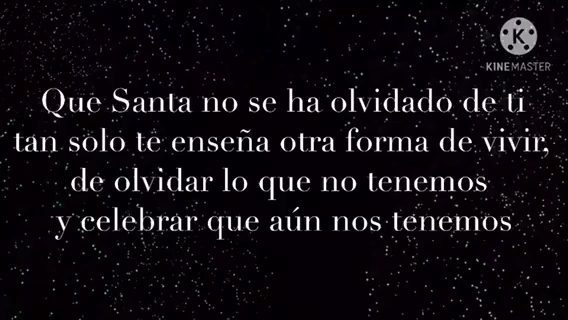 KINEMASTER
Que Santa no se ha olvidado de ti
tan solo te enseña otra forma de vivir,
de olvidar lo que no tenemos
y celebrar que aún nos tenemos